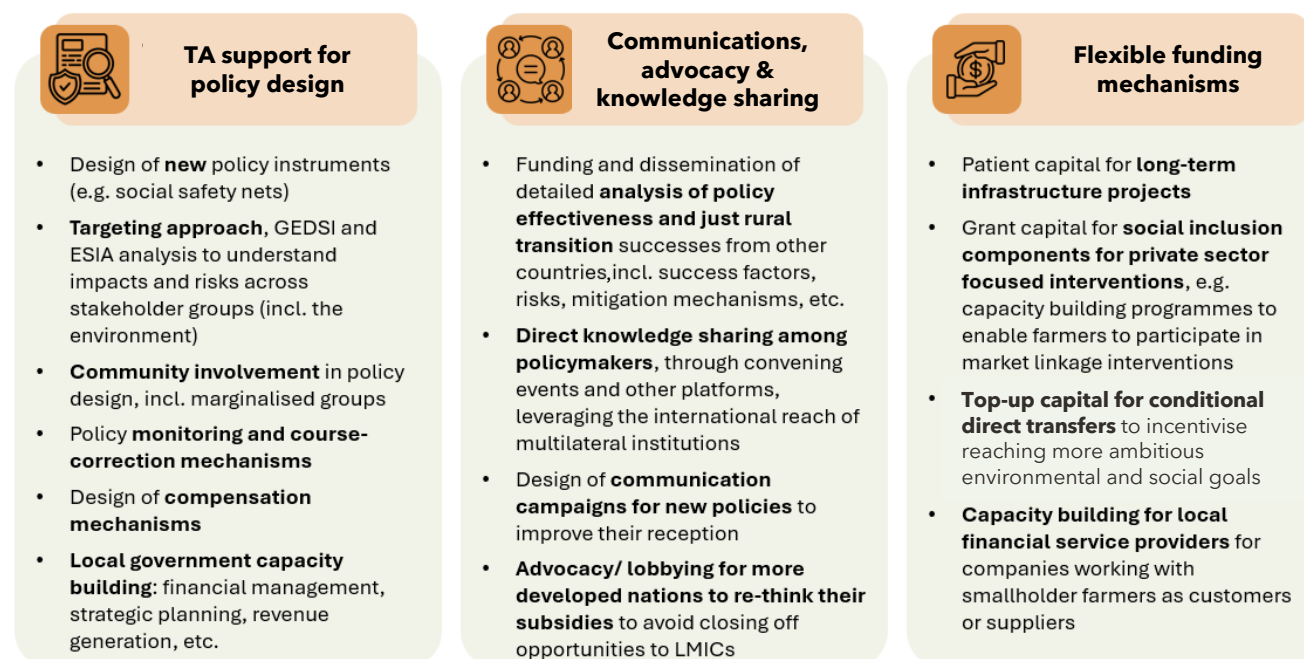 TA support for
policy design
• Design of new policy instruments
(e.g. social safety nets)
• Targeting approach, GEDSI and
ESIA analysis to understand
impacts and risks across
stakeholder groups (incl. the
environment)
• Community involvement in policy
design, incl. marginalised groups
• Policy monitoring and course-
correction mechanisms
• Design of compensation
mechanisms
• Local government capacity
building: financial management,
strategic planning, revenue
generation, etc.
Communications,
advocacy &
knowledge sharing
• Funding and dissemination of
detailed analysis of policy
effectiveness and just rural
transition successes from other
countries,incl. success factors,
risks, mitigation mechanisms, etc.
• Direct knowledge sharing among
policymakers, through convening
events and other platforms,
leveraging the international reach of
multilateral institutions
• Design of communication
campaigns for new policies to
improve their reception
• Advocacy/ lobbying for more
developed nations to re-think their
subsidies to avoid closing off
opportunities to LMICs
Flexible funding
mechanisms
• Patient capital for long-term
infrastructure projects
• Grant capital for social inclusion
components for private sector
focused interventions, e.g.
capacity building programmes to
enable farmers to participate in
market linkage interventions
• Top-up capital for conditional
direct transfers to incentivise
reaching more ambitious
environmental and social goals
• Capacity building for local
financial service providers for
companies working with
smallholder farmers as customers
or suppliers